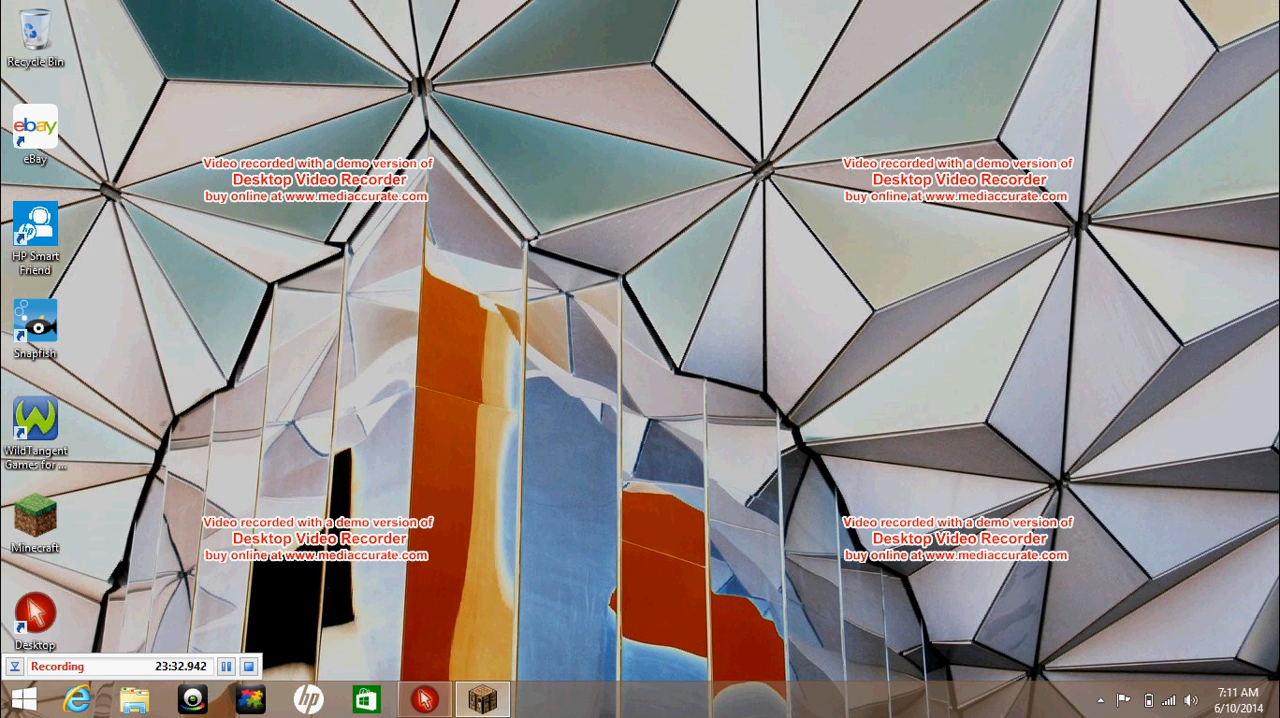 Recycle Bin
ebay
eBay
hp
HP Smart
Friend
Snapfish
WildTangent
Games for ...
Minecraft
Desktop
Video recorded with a demo version of
Desktop Video Recorder
buy online at www.mediaccurate.com
Video recorded with a demo version of
Desktop Video Recorder
buy online at www.mediaccurate.com
Video recorded with a demo version of
Desktop Video Recorder
buy online at www.mediaccurate.com
Video recorded with a demo version of
Desktop Video Recorder
buy online at www.mediaccurate.com
Recording 23:32.942
hp
7:11 AM
6/10/2014